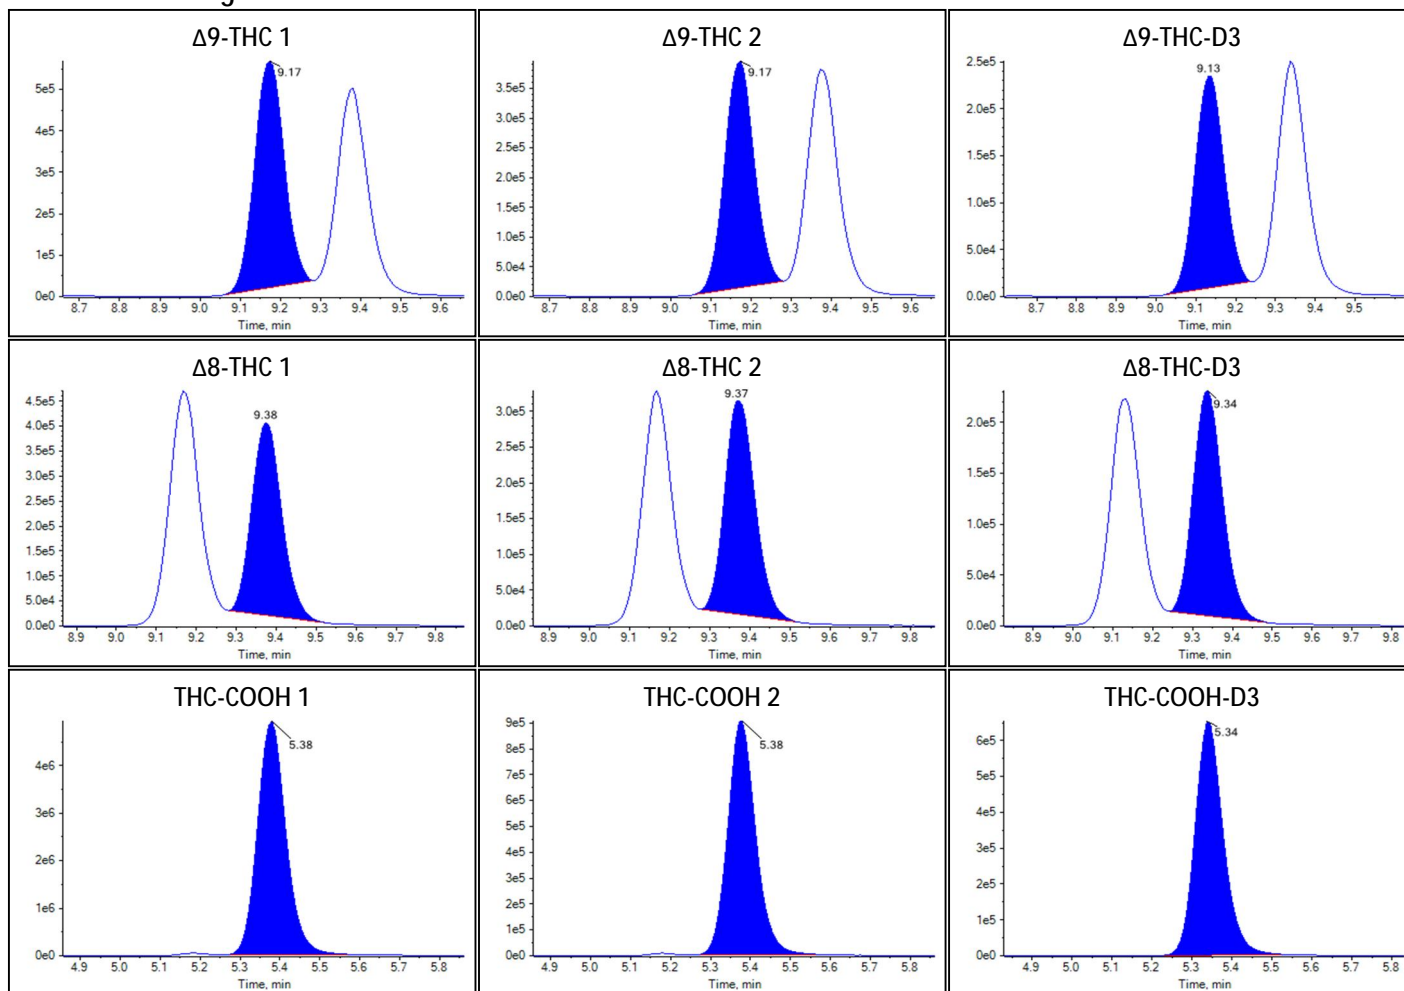 Δ9-THC 1
9.17
5e5
4e5
3e5
2e5
1e5
0e0
8.7 8.8 8.9 9.0 9.1 9.2 9.3 9.4 9.5 9.6
Time, min
Δ9-THC 2
9.17
3.5e5
3.0e5
2.5e5
2.0e5
1.5e5
1.0e5
5.0e4
0.0e0
8.7 8.8 8.9 9.0 9.1 9.2 9.3 9.4 9.5 9.6
Time, min
Δ9-THC-D3
9.13
2.5e5
2.0e5
1.5e5
1.0e5
5.0e4
0.0e0
8.7 8.8 8.9 9.0 9.1 9.2 9.3 9.4 9.5
Time, min
Δ8-THC 1
9.38
4.5e5
4.0e5
3.5e5
3.0e5
2.5e5
2.0e5
1.5e5
1.0e5
5.0e4
0.0e0
8.9 9.0 9.1 9.2 9.3 9.4 9.5 9.6 9.7 9.8
Time, min
Δ8-THC 2
9.37
3.0e5
2.5e5
2.0e5
1.5e5
1.0e5
5.0e4
0.0e0
8.9 9.0 9.1 9.2 9.3 9.4 9.5 9.6 9.7 9.8
Time, min
Δ8-THC-D3
9.34
2.0e5
1.5e5
1.0e5
5.0e4
0.0e0
8.9 9.0 9.1 9.2 9.3 9.4 9.5 9.6 9.7 9.8
Time, min
THC-COOH 1
5.38
4e6
3e6
2e6
1e6
0e0
4.9 5.0 5.1 5.2 5.3 5.4 5.5 5.6 5.7 5.8
Time, min
THC-COOH 2
5.38
9e5
8e5
7e5
6e5
5e5
4e5
3e5
2e5
1e5
0e0
4.9 5.0 5.1 5.2 5.3 5.4 5.5 5.6 5.7 5.8
Time, min
THC-COOH-D3
5.34
6e5
5e5
4e5
3e5
2e5
1e5
0e0
4.9 5.0 5.1 5.2 5.3 5.4 5.5 5.6 5.7 5.8
Time, min